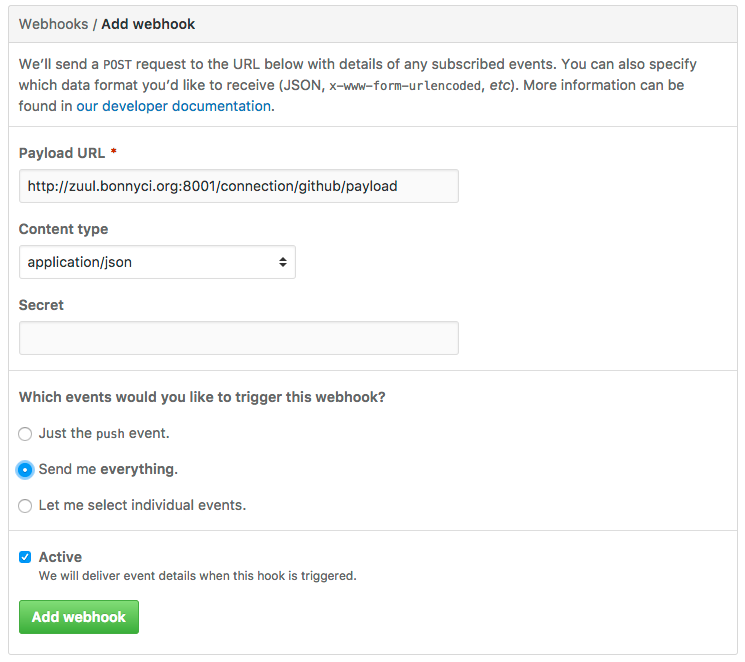 Webhooks / Add webhook
We’ll send a POST request to the URL below with details of any subscribed events. You can also specify
which data format you’d like to receive (JSON, x-www-form-urlencoded, etc). More information can be
found in our developer documentation.
Payload URL *
http://zuul.bonnyci.org:8001/connection/github/payload
Content type
application/json
Secret
Which events would you like to trigger this webhook?
Just the push event.
Send me everything.
Let me select individual events.
Active
We will deliver event details when this hook is triggered.
Add webhook